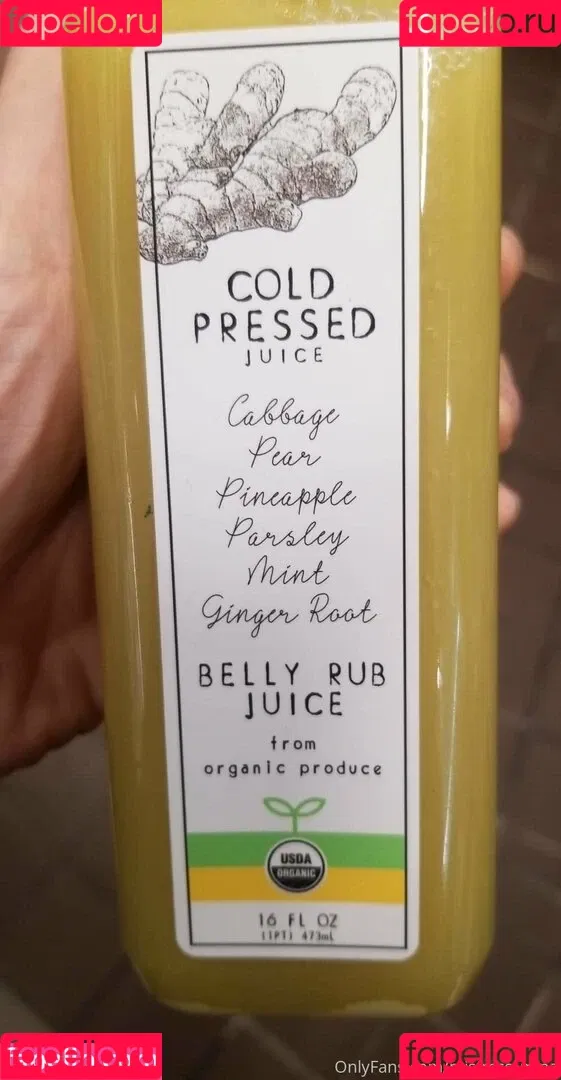 fapello.ru fapello.ru
COLD
PRESSED
JUICE
Cabbage
Pear
Pineapple
Parsley
Mint
Ginger Root
BELLY RUB
JUICE
from
organic produce
USDA
ORGANIC
16 FL OZ
(1PT) 473mL
fapello.ru fapello.ru